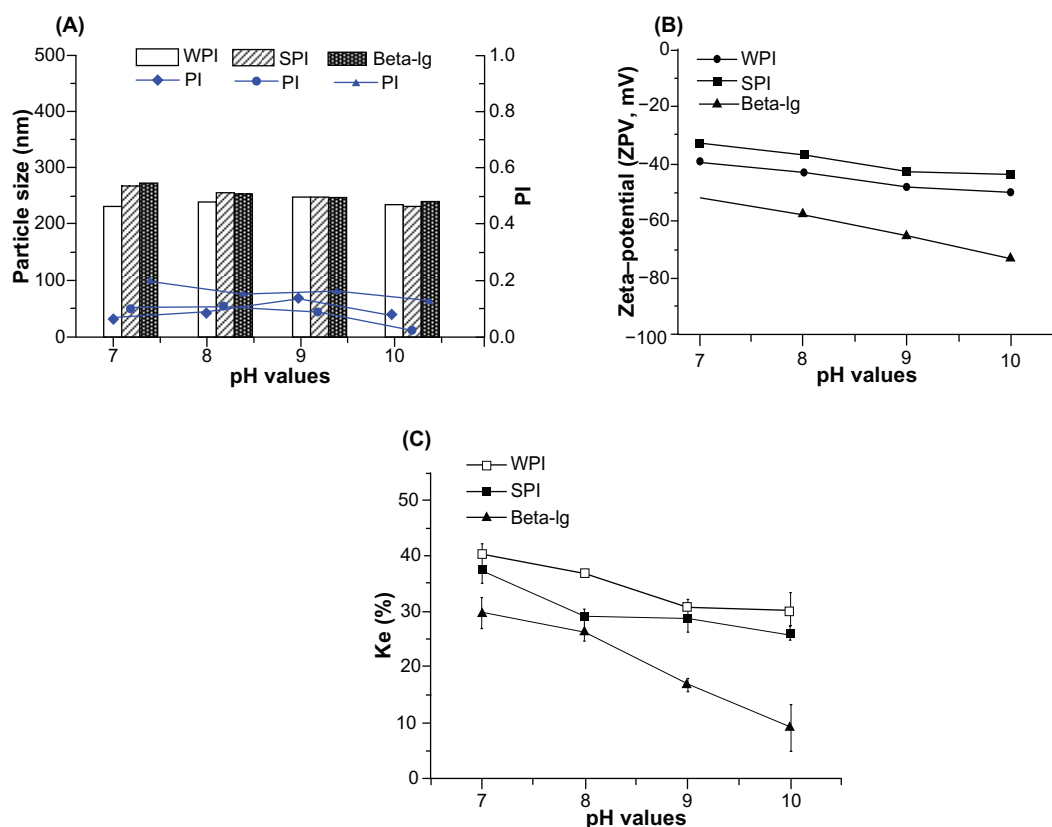 (A)
WPI SPI Beta-lg
PI PI PI
Particle size (nm)
500
400
300
200
100
0
PI
1.0
0.8
0.6
0.4
0.2
0.0
7 8 9 10
pH values
(B)
WPI
SPI
Beta-lg
Zeta–potential (ZPV, mV)
−0
−20
−40
−60
−80
−100
7 8 9 10
pH values
(C)
WPI
SPI
Beta-lg
Ke (%)
50
40
30
20
10
0
7 8 9 10
pH values